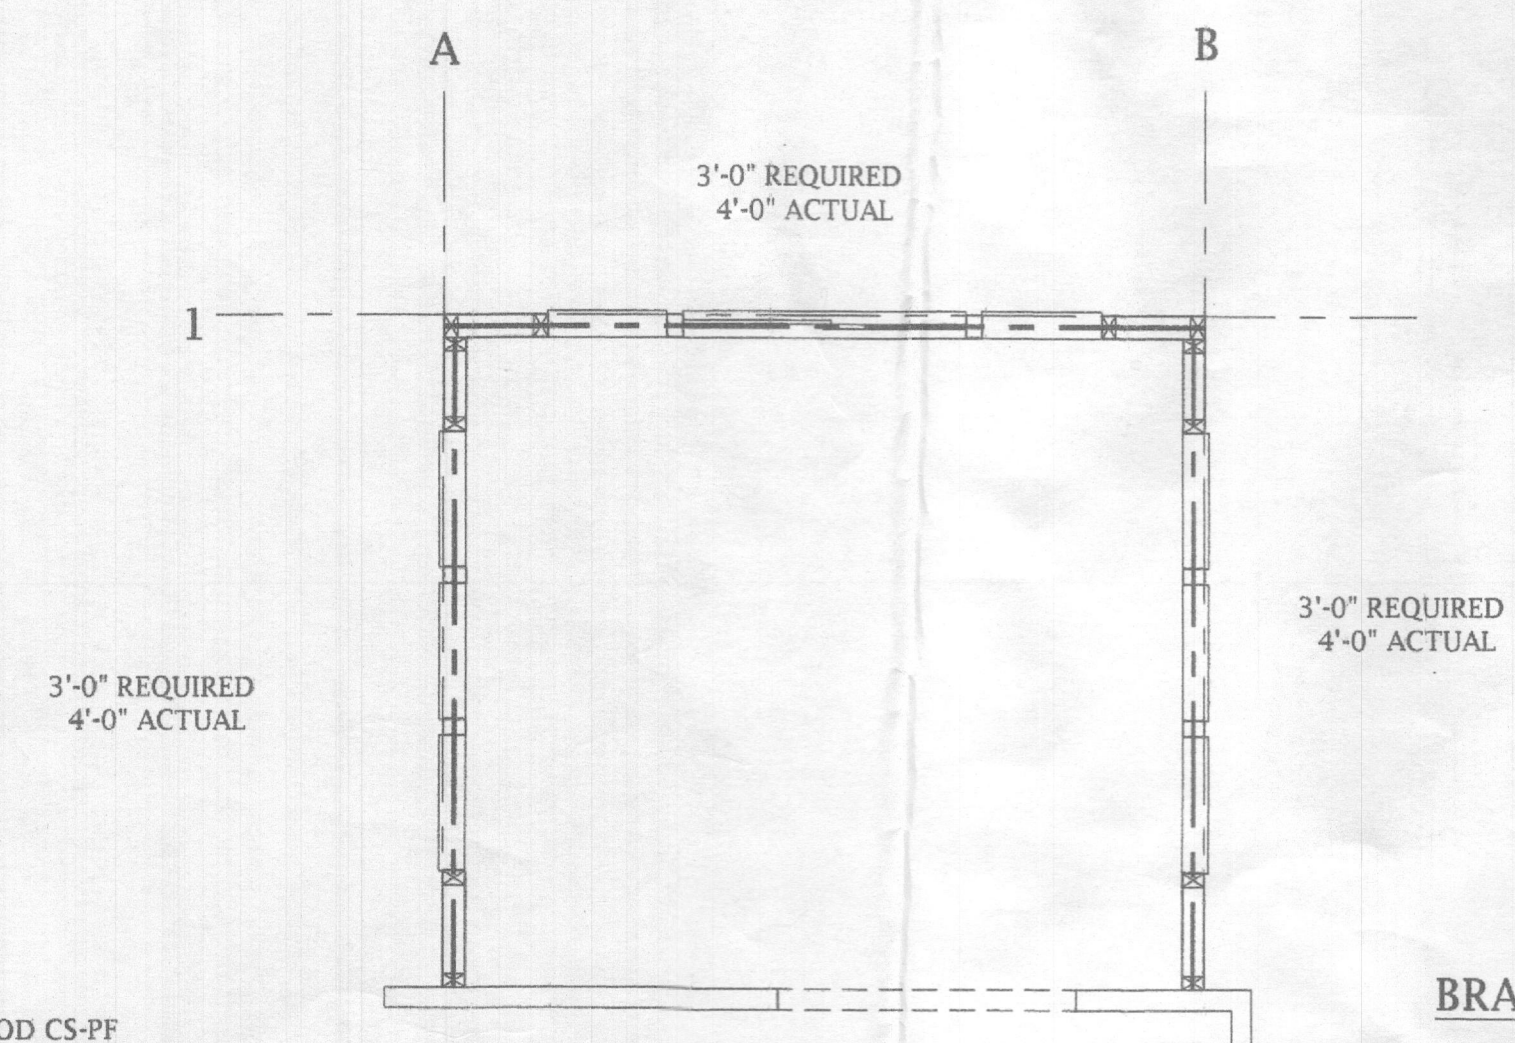 A
B
3'-0" REQUIRED
4'-0" ACTUAL
1
3'-0" REQUIRED
4'-0" ACTUAL
3'-0" REQUIRED
4'-0" ACTUAL
BRA
OD CS-PF